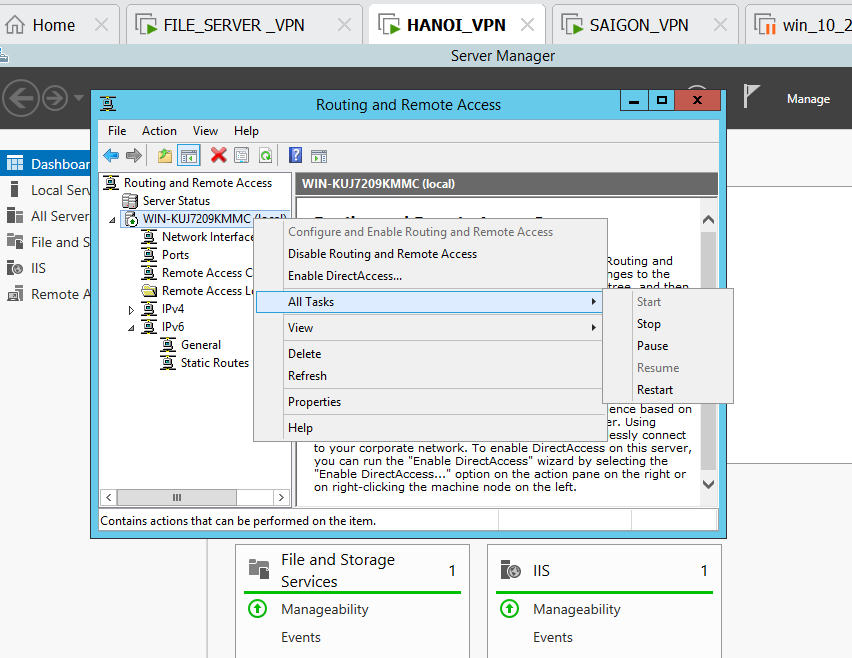 Home
FILE_SERVER _VPN
HANOI_VPN
SAIGON_VPN
win_10_2
Server Manager
Manage
Routing and Remote Access
File Action View Help
Dashboar
Local Serv
All Server
File and S
IIS
Remote A
Routing and Remote Access
Server Status
WIN-KUJ7209KMMC (local)
Network Interface
Ports
Remote Access C
Remote Access Lo
IPv4
IPv6
General
Static Routes
WIN-KUJ7209KMMC (local)
Configure and Enable Routing and Remote Access
Disable Routing and Remote Access
Enable DirectAccess...
All Tasks
View
Delete
Refresh
Properties
Help
Start
Stop
Pause
Resume
Restart
Routing and
nges to the
tree, and then
ence based on
er. Using
lessly connect
to your corporate network. To enable DirectAccess on this server,
you can run the "Enable DirectAccess" wizard by selecting the
"Enable DirectAccess..." option on the action pane on the right or
on right-clicking the machine node on the left.
Contains actions that can be performed on the item.
File and Storage
Services
1
Manageability
Events
IIS
1
Manageability
Events